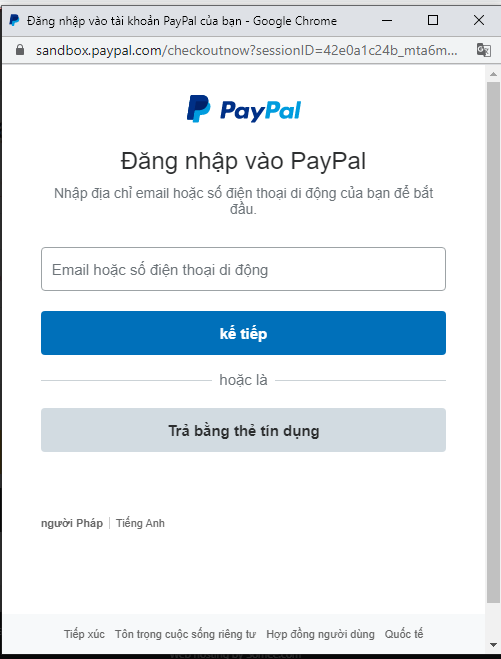 Đăng nhập vào tài khoản PayPal của bạn - Google Chrome
sandbox.paypal.com/checkoutnow?sessionID=42e0a1c24b_mta6m...
PayPal
Đăng nhập vào PayPal
Nhập địa chỉ email hoặc số điện thoại di động của bạn để bắt
đầu.
Email hoặc số điện thoại di động
kế tiếp
hoặc là
Trả bằng thẻ tín dụng
người Pháp | Tiếng Anh
Tiếp xúc Tôn trọng cuộc sống riêng tư Hợp đồng người dùng Quốc tế